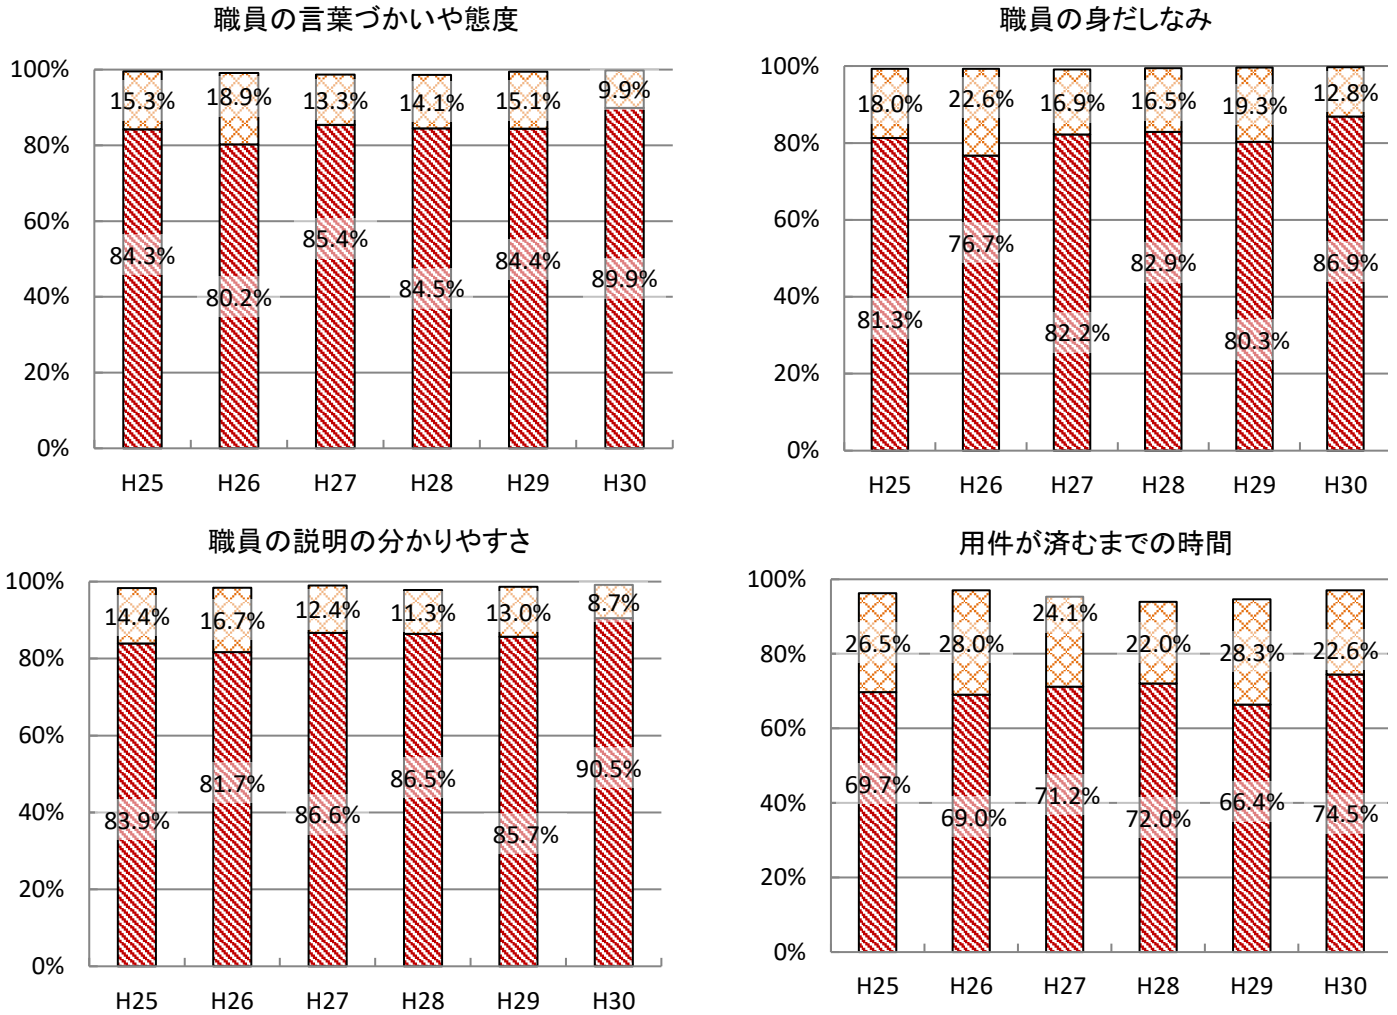 職員の言葉づかいや態度
100%
80%
60%
40%
20%
0%
15.3%
18.9%
13.3%
14.1%
15.1%
9.9%
84.3%
80.2%
85.4%
84.5%
84.4%
89.9%
H25
H26
H27
H28
H29
H30
職員の身だしなみ
100%
80%
60%
40%
20%
0%
18.0%
22.6%
16.9%
16.5%
19.3%
12.8%
81.3%
76.7%
82.2%
82.9%
80.3%
86.9%
H25
H26
H27
H28
H29
H30
職員の説明の分かりやすさ
100%
80%
60%
40%
20%
0%
14.4%
16.7%
12.4%
11.3%
13.0%
8.7%
83.9%
81.7%
86.6%
86.5%
85.7%
90.5%
H25
H26
H27
H28
H29
H30
用件が済むまでの時間
100%
80%
60%
40%
20%
0%
26.5%
28.0%
24.1%
22.0%
28.3%
22.6%
69.7%
69.0%
71.2%
72.0%
66.4%
74.5%
H25
H26
H27
H28
H29
H30